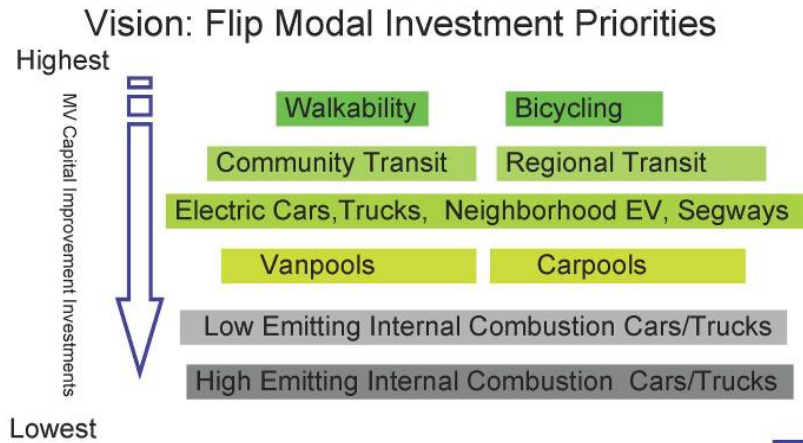 Vision: Flip Modal Investment Priorities
Highest
MV Capital Improvement Investments
Walkability Bicycling
Community Transit Regional Transit
Electric Cars,Trucks, Neighborhood EV, Segways
Vanpools Carpools
Low Emitting Internal Combustion Cars/Trucks
High Emitting Internal Combustion Cars/Trucks
Lowest